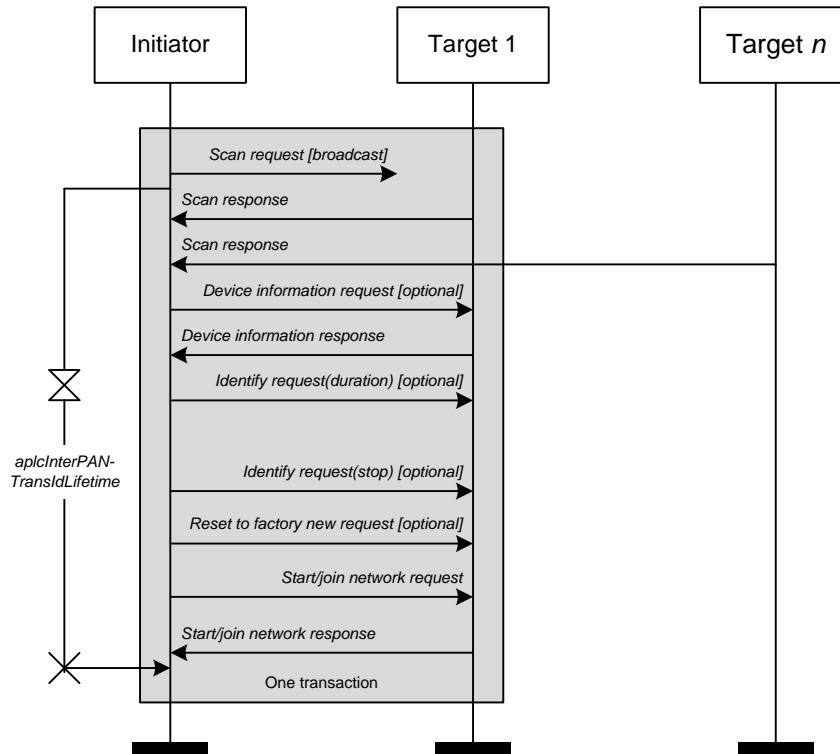 Initiator
Target 1
Target n
Scan request [broadcast]
Scan response
Scan response
Device information request [optional]
Device information response
Identify request(duration) [optional]
aplcInterPAN-
TransIdLifetime
Identify request(stop) [optional]
Reset to factory new request [optional]
Start/join network request
Start/join network response
One transaction